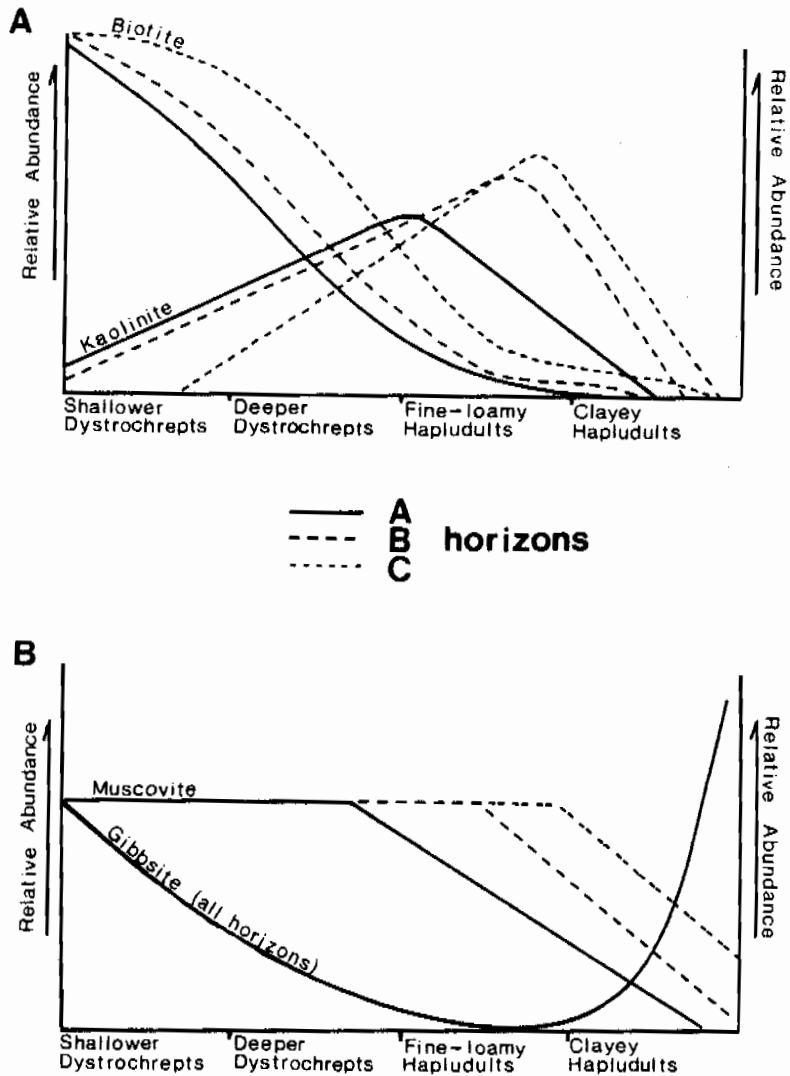 A
Biotite
Relative Abundance
Relative Abundance
Kaolinite
Shallower Dystrochrepts
Deeper Dystrochrepts
Fine-loamy Hapludults
Clayey Hapludults
A
B horizons
C
B
Relative Abundance
Relative Abundance
Muscovite
Gibbsite (all horizons)
Shallower Dystrochrepts
Deeper Dystrochrepts
Fine-loamy Hapludults
Clayey Hapludults